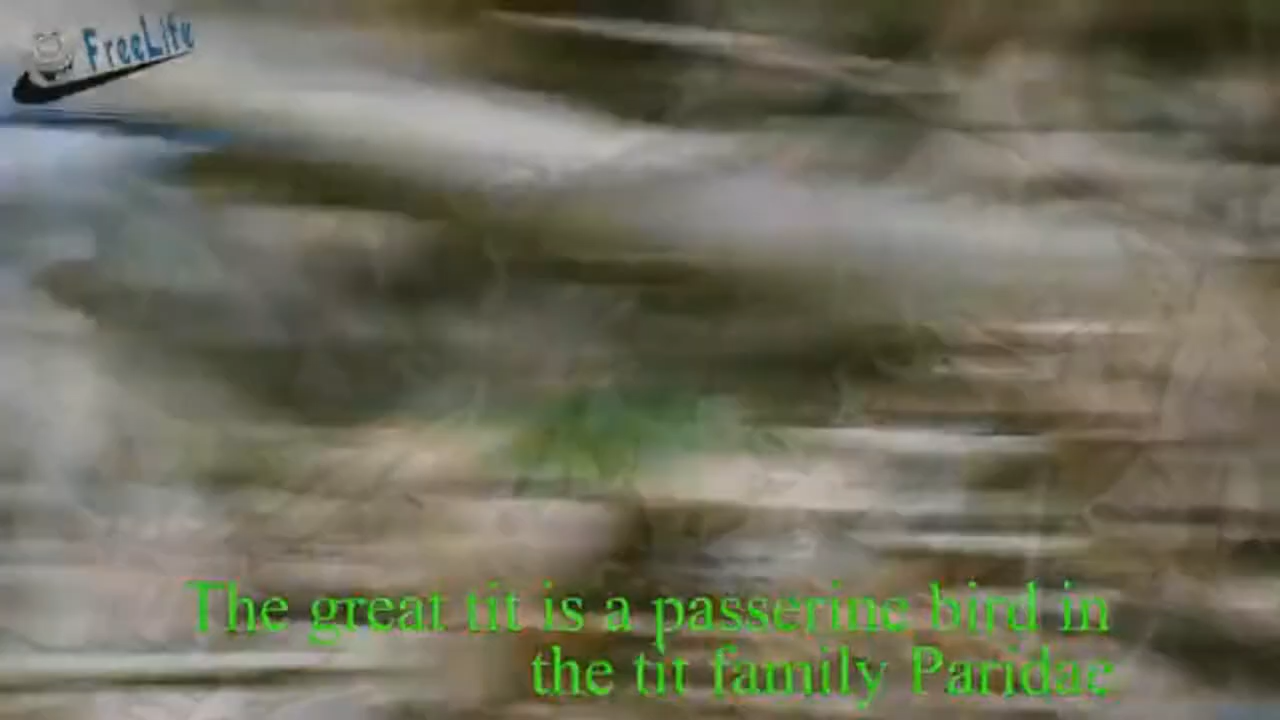 FreeLife
The great tit is a passerine bird in
the tit family Paridae